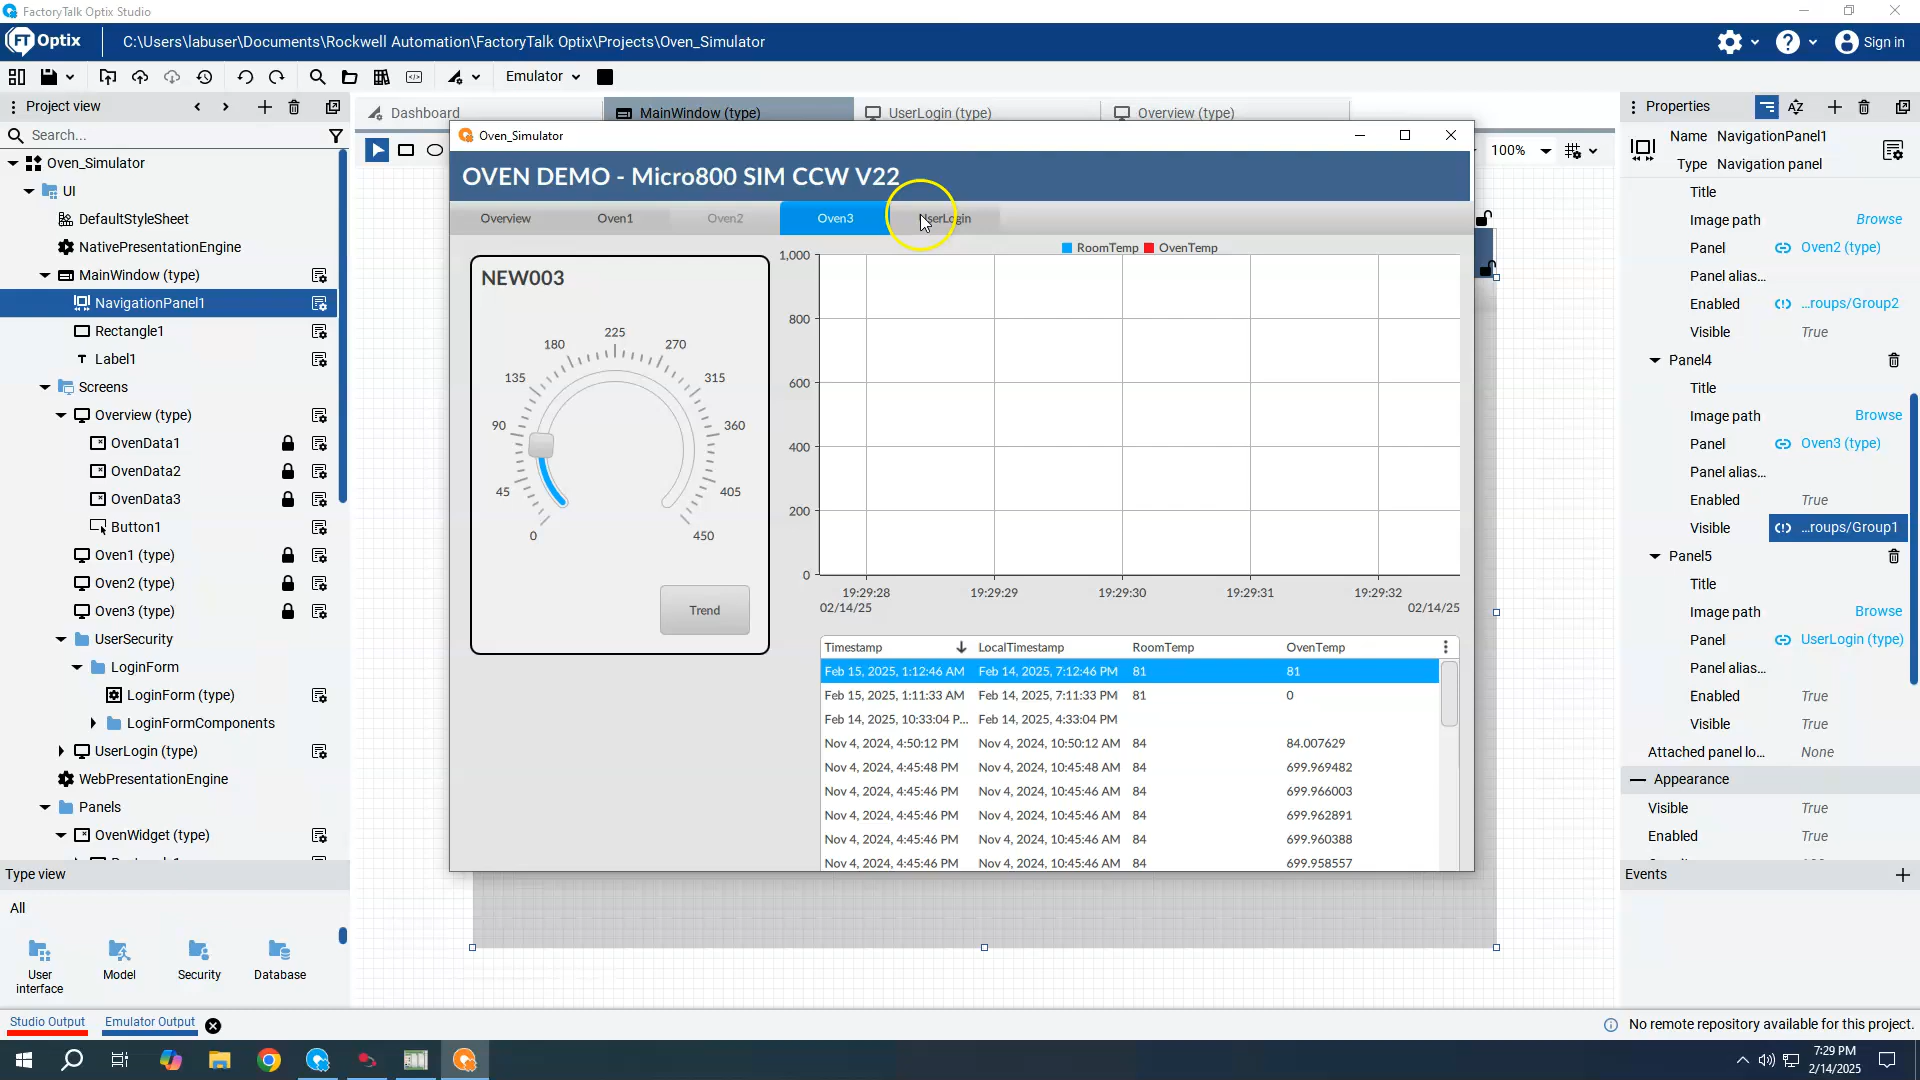 FactoryTalk Optix Studio
FT Optix
C:\Users\labuser\Documents\Rockwell Automation\FactoryTalk Optix\Projects\Oven_Simulator
Sign in
Emulator
Project view
Search...
Oven_Simulator
UI
DefaultStyleSheet
NativePresentationEngine
MainWindow (type)
NavigationPanel1
Rectangle1
Label1
Screens
Overview (type)
OvenData1
OvenData2
OvenData3
Button1
Oven1 (type)
Oven2 (type)
Oven3 (type)
UserSecurity
LoginForm
LoginForm (type)
LoginFormComponents
UserLogin (type)
WebPresentationEngine
Panels
OvenWidget (type)
Type view
All
User interface
Model
Security
Database
Dashboard
MainWindow (type)
UserLogin (type)
Overview (type)
100%
Oven_Simulator
OVEN DEMO - Micro800 SIM CCW V22
Overview
Oven1
Oven2
Oven3
UserLogin
NEW003
0
45
90
135
180
225
270
315
360
405
450
Trend
RoomTemp
OvenTemp
1,000
800
600
400
200
0
19:29:28
19:29:29
19:29:30
19:29:31
19:29:32
02/14/25
02/14/25
Timestamp LocalTimestamp RoomTemp OvenTemp
Feb 15, 2025, 1:12:46 AM Feb 14, 2025, 7:12:46 PM 81 81
Feb 15, 2025, 1:11:33 AM Feb 14, 2025, 7:11:33 PM 81 0
Feb 14, 2025, 10:33:04 P... Feb 14, 2025, 4:33:04 PM
Nov 4, 2024, 4:50:12 PM Nov 4, 2024, 10:50:12 AM 84 84.007629
Nov 4, 2024, 4:45:48 PM Nov 4, 2024, 10:45:48 AM 84 699.969482
Nov 4, 2024, 4:45:46 PM Nov 4, 2024, 10:45:46 AM 84 699.966003
Nov 4, 2024, 4:45:46 PM Nov 4, 2024, 10:45:46 AM 84 699.962891
Nov 4, 2024, 4:45:46 PM Nov 4, 2024, 10:45:46 AM 84 699.960388
Nov 4, 2024, 4:45:46 PM Nov 4, 2024, 10:45:46 AM 84 699.958557
Properties
Name NavigationPanel1
Type Navigation panel
Title
Image path Browse
Panel Oven2 (type)
Panel alias...
Enabled ...roups/Group2
Visible True
Panel4
Title
Image path Browse
Panel Oven3 (type)
Panel alias...
Enabled True
Visible ...roups/Group1
Panel5
Title
Image path Browse
Panel UserLogin (type)
Panel alias...
Enabled True
Visible True
Attached panel lo... None
Appearance
Visible True
Enabled True
Events
Studio Output
Emulator Output
No remote repository available for this project.
7:29 PM
2/14/2025